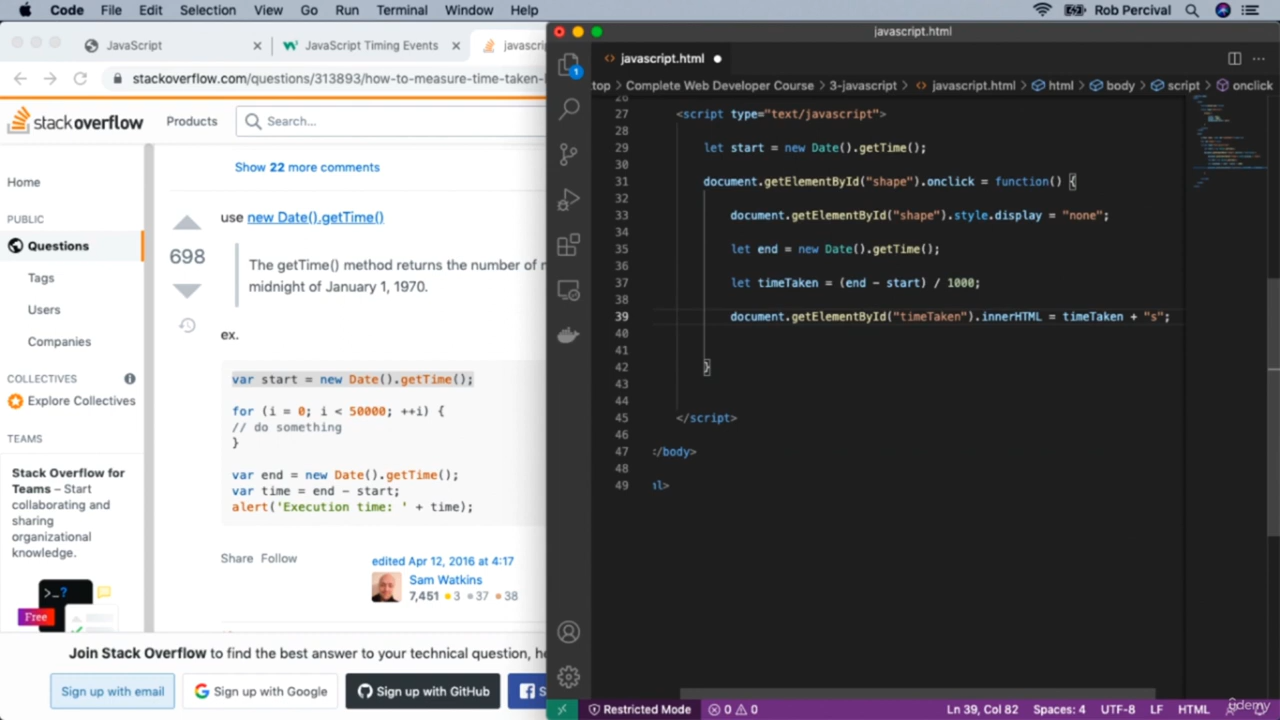 Code File Edit Selection View Go Run Terminal Window Help Rob Percival
JavaScript
JavaScript Timing Events
javasc
stackoverflow.com/questions/313893/how-to-measure-time-taken-
stackoverflow Products Search...
Home
PUBLIC
Questions
Tags
Users
Companies
COLLECTIVES
Explore Collectives
TEAMS
Stack Overflow for
Teams – Start
collaborating and
sharing
organizational
knowledge.
>_?
Free
Show 22 more comments
698
use new Date().getTime()
The getTime() method returns the number of
midnight of January 1, 1970.
ex.
var start = new Date().getTime();
for (i = 0; i < 50000; ++i) {
// do something
}
var end = new Date().getTime();
var time = end - start;
alert('Execution time: ' + time);
Share Follow
edited Apr 12, 2016 at 4:17
Sam Watkins
7,451 3 37 38
Join Stack Overflow to find the best answer to your technical question,
Sign up with email
Sign up with Google
Sign up with GitHub
S
javascript.html
1
javascript.html
top > Complete Web Developer Course > 3-javascript > javascript.html > html > body > script > onclick
26
27 <script type="text/javascript">
28
29 let start = new Date().getTime();
30
31 document.getElementById("shape").onclick = function() {
32
33 document.getElementById("shape").style.display = "none";
34
35 let end = new Date().getTime();
36
37 let timeTaken = (end - start) / 1000;
38
39 document.getElementById("timeTaken").innerHTML = timeTaken + "s";
40
41
42 }
43
44
45 </script>
46
47 </body>
48
49 ml>
Restricted Mode 0 0 Ln 39, Col 82 Spaces: 4 UTF-8 LF HTML
udemy